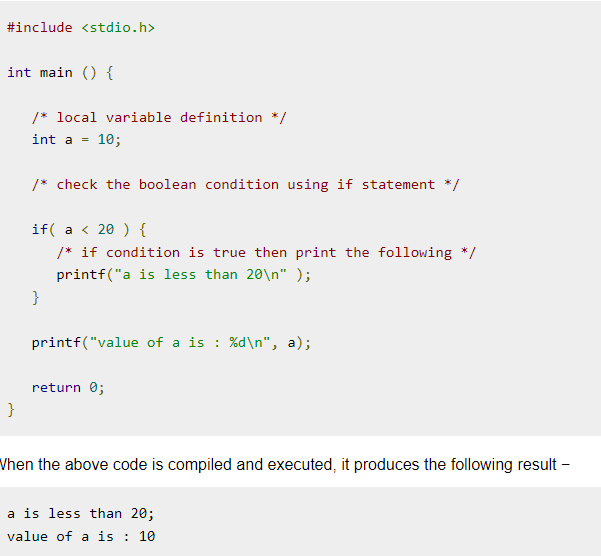 #include <stdio.h>
int main () {
/* local variable definition */
int a = 10;
/* check the boolean condition using if statement */
if( a < 20 ) {
/* if condition is true then print the following */
printf("a is less than 20\n" );
}
printf("value of a is : %d\n", a);
return 0;
}
When the above code is compiled and executed, it produces the following result −
a is less than 20;
value of a is : 10